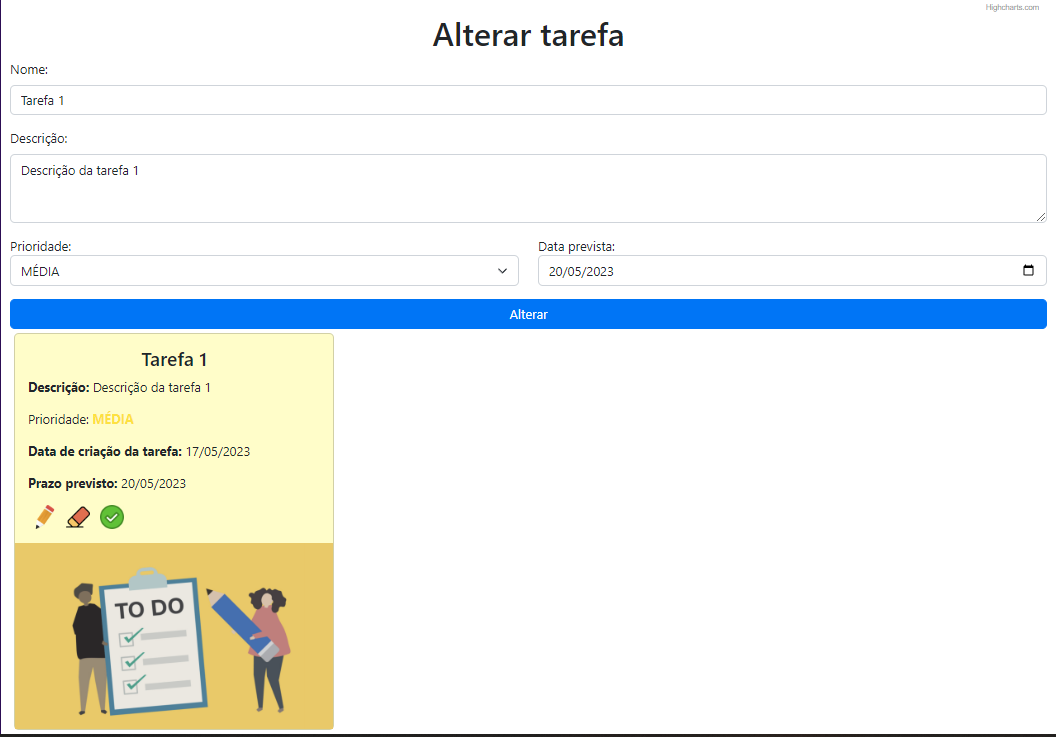 Highcharts.com
Alterar tarefa
Nome:
Tarefa 1
Descrição:
Descrição da tarefa 1
Prioridade:
Data prevista:
MÉDIA
20/05/2023
Alterar
Tarefa 1
Descrição: Descrição da tarefa 1
Prioridade: MÉDIA
Data de criação da tarefa: 17/05/2023
Prazo previsto: 20/05/2023
TO DO